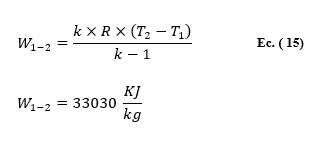 W₁₋₂ = k × R × (T₂ − T₁) / k − 1 Ec. ( 15)
W₁₋₂ = 33030 KJ / kg